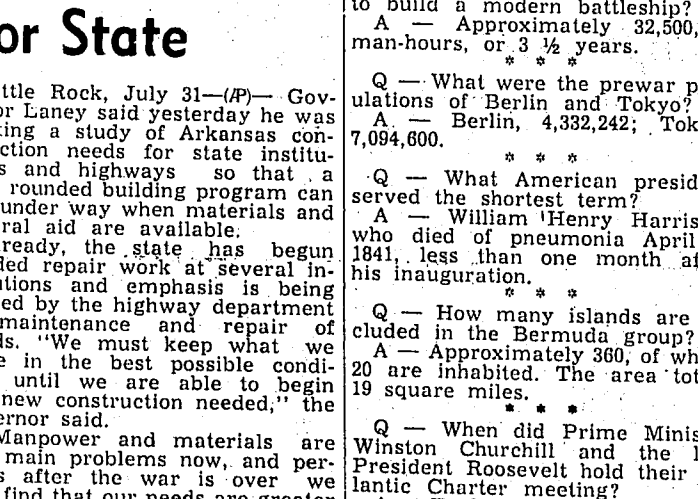 or State
ttle Rock, July 31—(AP)— Gov-
or Laney said yesterday he was
king a study of Arkansas con-
ction needs for state institu-
s and highways so that a
rounded building program can
under way when materials and
ral aid are available.
ready, the state has begun
ded repair work at several in-
utions and emphasis is being
ed by the highway department
maintenance and repair of
ds. "We must keep what we
e in the best possible condi-
until we are able to begin
new construction needed," the
ernor said.
Manpower and materials are
main problems now, and per-
s after the war is over we
find that our needs are greater
to build a modern battleship?
A — Approximately 32,500,
man-hours, or 3 ½ years.
* * *
Q — What were the prewar p
ulations of Berlin and Tokyo?
A — Berlin, 4,332,242; Tok
7,094,600.
* * *
Q — What American presid
served the shortest term?
A — William Henry Harris
who died of pneumonia April
1841, less than one month af
his inauguration.
* * *
Q — How many islands are
cluded in the Bermuda group?
A — Approximately 360, of wh
20 are inhabited. The area tot
19 square miles.
* * *
Q — When did Prime Minis
Winston Churchill and the l
President Roosevelt hold their
lantic Charter meeting?